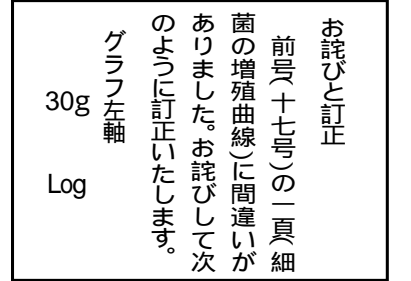 お詫びと訂正
前号(十七号)の一頁(細
菌の増殖曲線)に間違いが
ありました。お詫びして次
のように訂正いたします。
グラフ左軸
30g Log